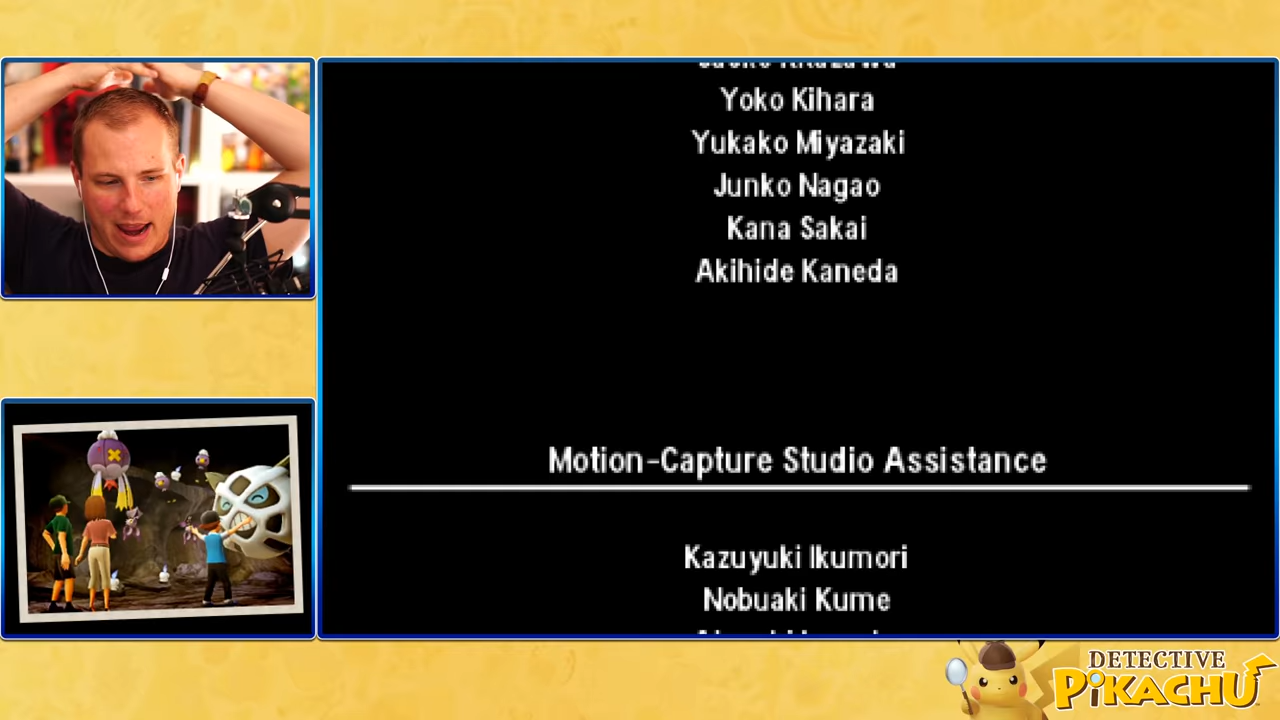 Yoko Kihara
Yukako Miyazaki
Junko Nagao
Kana Sakai
Akihide Kaneda
Motion-Capture Studio Assistance
Kazuyuki Ikumori
Nobuaki Kume
DETECTIVE
PiKACHU